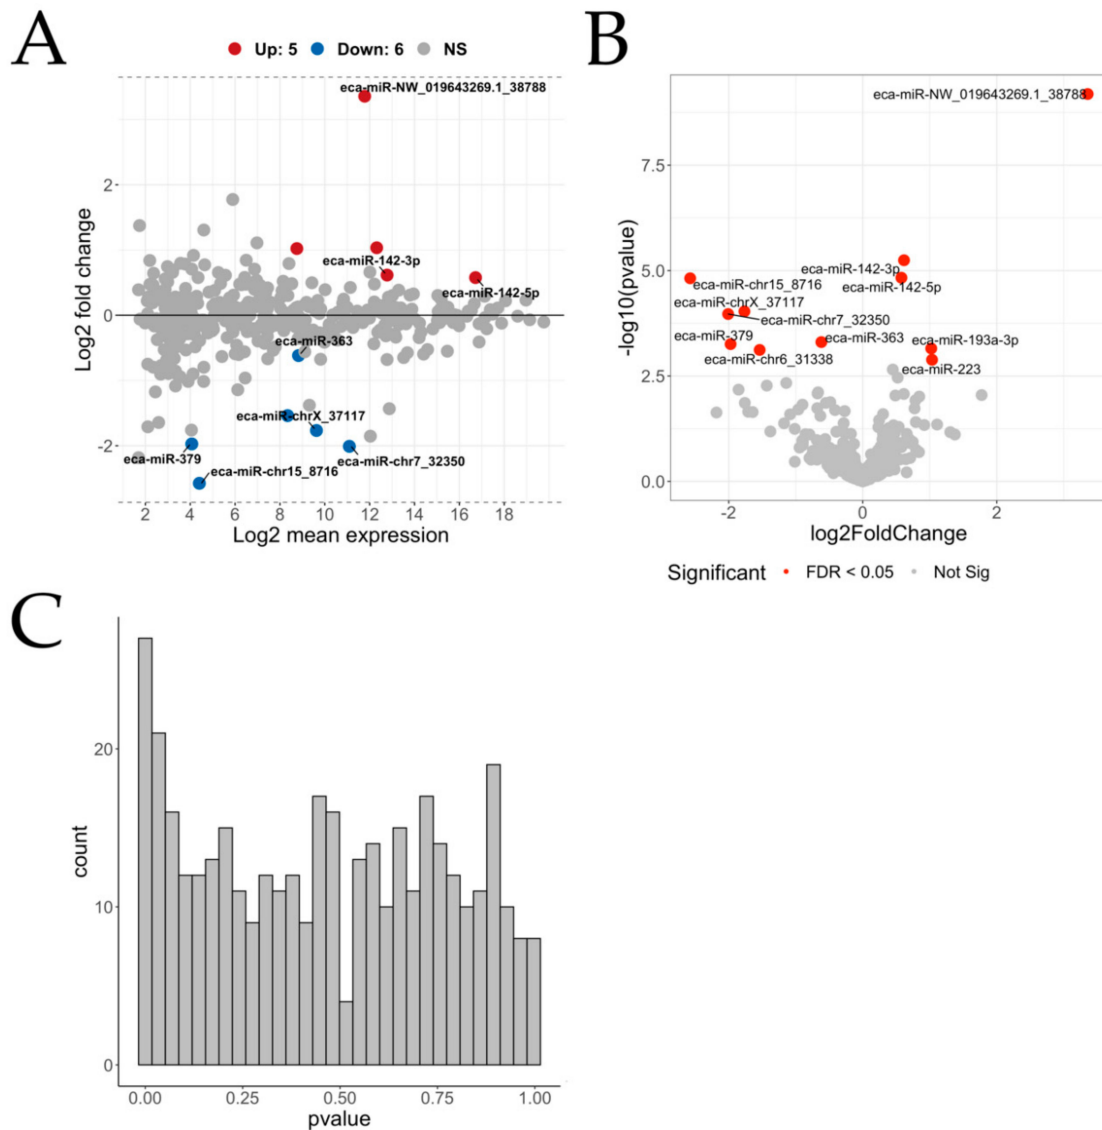 A
Up: 5 Down: 6 NS
eca-miR-NW_019643269.1_38788
eca-miR-142-3p
eca-miR-142-5p
eca-miR-363
eca-miR-chrX_37117
eca-miR-379
eca-miR-chr7_32350
eca-miR-chr15_8716
Log2 fold change
2
0
-2
2 4 6 8 10 12 14 16 18
Log2 mean expression
B
eca-miR-NW_019643269.1_38788
eca-miR-142-3p
eca-miR-chr15_8716
eca-miR-142-5p
eca-miR-chrX_37117
eca-miR-chr7_32350
eca-miR-379
eca-miR-363
eca-miR-193a-3p
eca-miR-chr6_31338
eca-miR-223
-log10(pvalue)
7.5
5.0
2.5
0.0
-2 0 2
log2FoldChange
Significant FDR < 0.05 Not Sig
C
count
20
10
0
0.00 0.25 0.50 0.75 1.00
pvalue